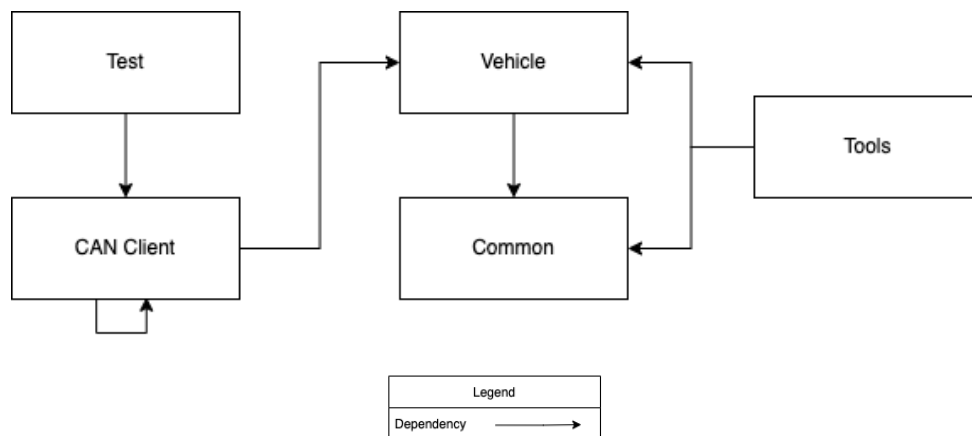 Test
Vehicle
Tools
CAN Client
Common
Legend
Dependency